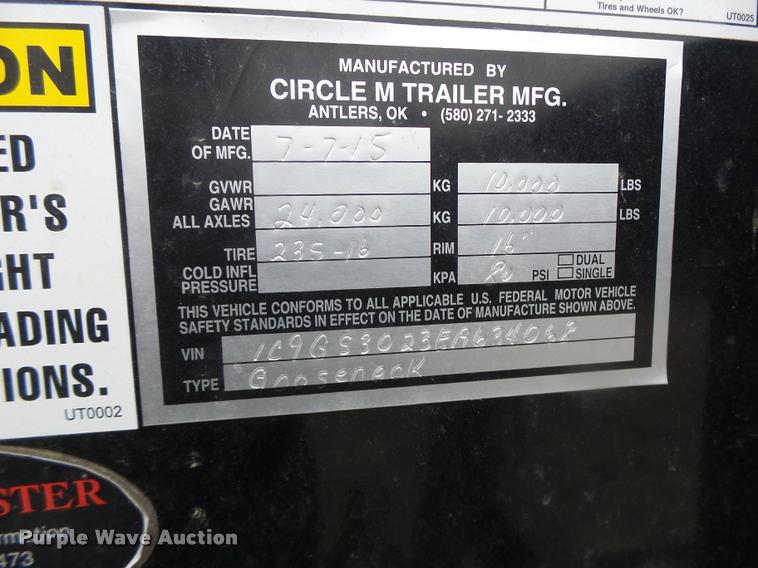 Tires and Wheels OK?
UT0025
ON
ED
R'S
HT
ADING
IONS.
UT0002
MANUFACTURED BY
CIRCLE M TRAILER MFG.
ANTLERS, OK • (580) 271-2333
DATE OF MFG. 7-7-15
GVWR KG 10,000 LBS
GAWR ALL AXLES 24,000 KG 10,000 LBS
TIRE 235-16 RIM 16"
COLD INFL PRESSURE KPA 80 PSI DUAL SINGLE
THIS VEHICLE CONFORMS TO ALL APPLICABLE U.S. FEDERAL MOTOR VEHICLE
SAFETY STANDARDS IN EFFECT ON THE DATE OF MANUFACTURE SHOWN ABOVE.
VIN 1C9GS3023EA634068
TYPE Gooseneck
STER
rmation
473
Purple Wave Auction